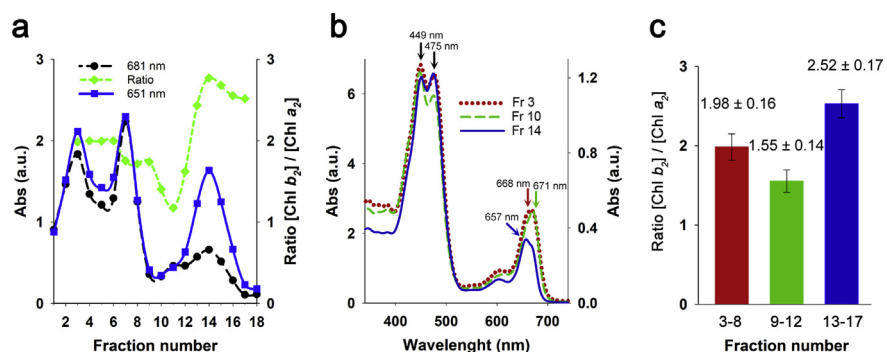 a
3
2
1
0
Abs (a.u.)
681 nm
Ratio
651 nm
3
2
1
0
Ratio [Chl b2] / [Chl a2]
2 4 6 8 10 12 14 16 18
Fraction number
b
449 nm
475 nm
6
4
2
0
Abs (a.u.)
Fr 3
Fr 10
Fr 14
668 nm
671 nm
657 nm
1.2
0.8
0.4
0.0
Abs (a.u.)
400 500 600 700
Wavelenght (nm)
c
2.52 ± 0.17
1.98 ± 0.16
1.55 ± 0.14
3
2
1
0
Ratio [Chl b2] / [Chl a2]
3-8 9-12 13-17
Fraction number